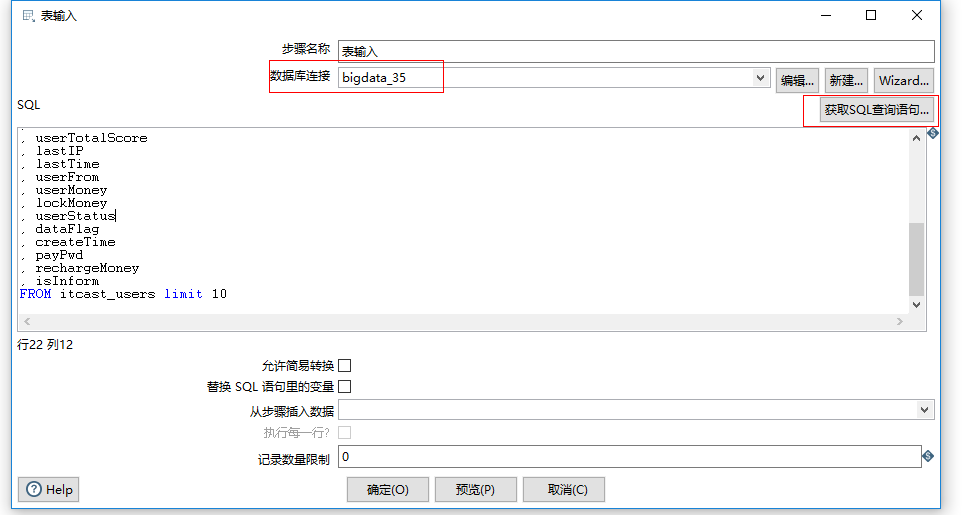 表输入
步骤名称 表输入
数据库连接 bigdata_35 编辑... 新建... Wizard...
SQL 获取SQL查询语句...
, userTotalScore
, lastIP
, lastTime
, userFrom
, userMoney
, lockMoney
, userStatus
, dataFlag
, createTime
, payPwd
, rechargeMoney
, isInform
FROM itcast_users limit 10
行22 列12
允许简易转换
替换 SQL 语句里的变量
从步骤插入数据
执行每一行?
记录数量限制 0
Help 确定(O) 预览(P) 取消(C)